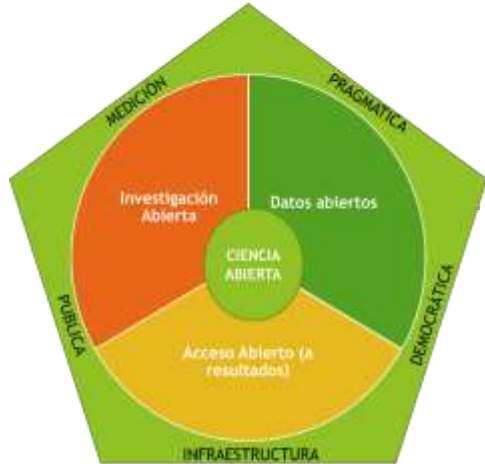 MEDICIÓN
PRAGMÁTICA
Investigación
Abierta
Datos abiertos
CIENCIA
ABIERTA
PÚBLICA
DEMOCRÁTICA
Acceso Abierto (a
resultados)
INFRAESTRUCTURA